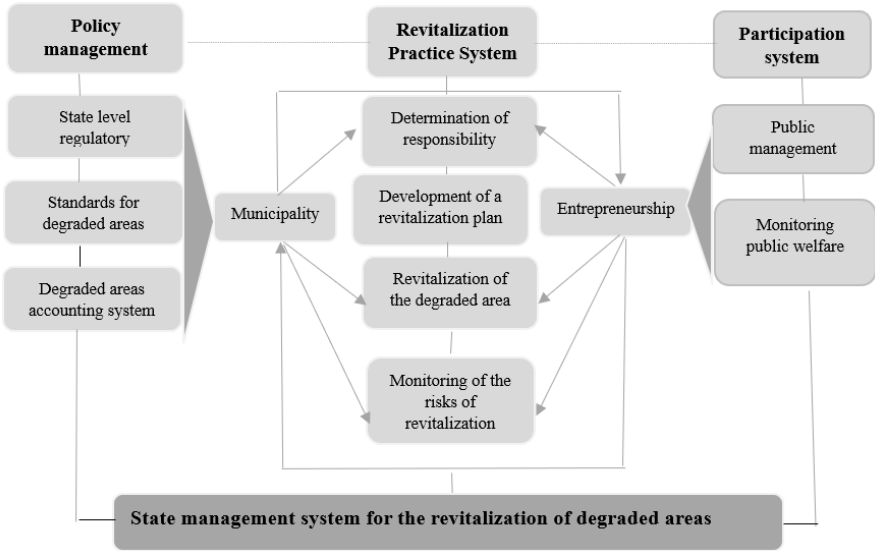 Policy
management
Revitalization
Practice System
Participation
system
State level
regulatory
Standards for
degraded areas
Degraded areas
accounting system
Municipality
Determination of
responsibility
Development of a
revitalization plan
Revitalization of
the degraded area
Monitoring of the
risks of
revitalization
Entrepreneurship
Public
management
Monitoring
public welfare
State management system for the revitalization of degraded areas